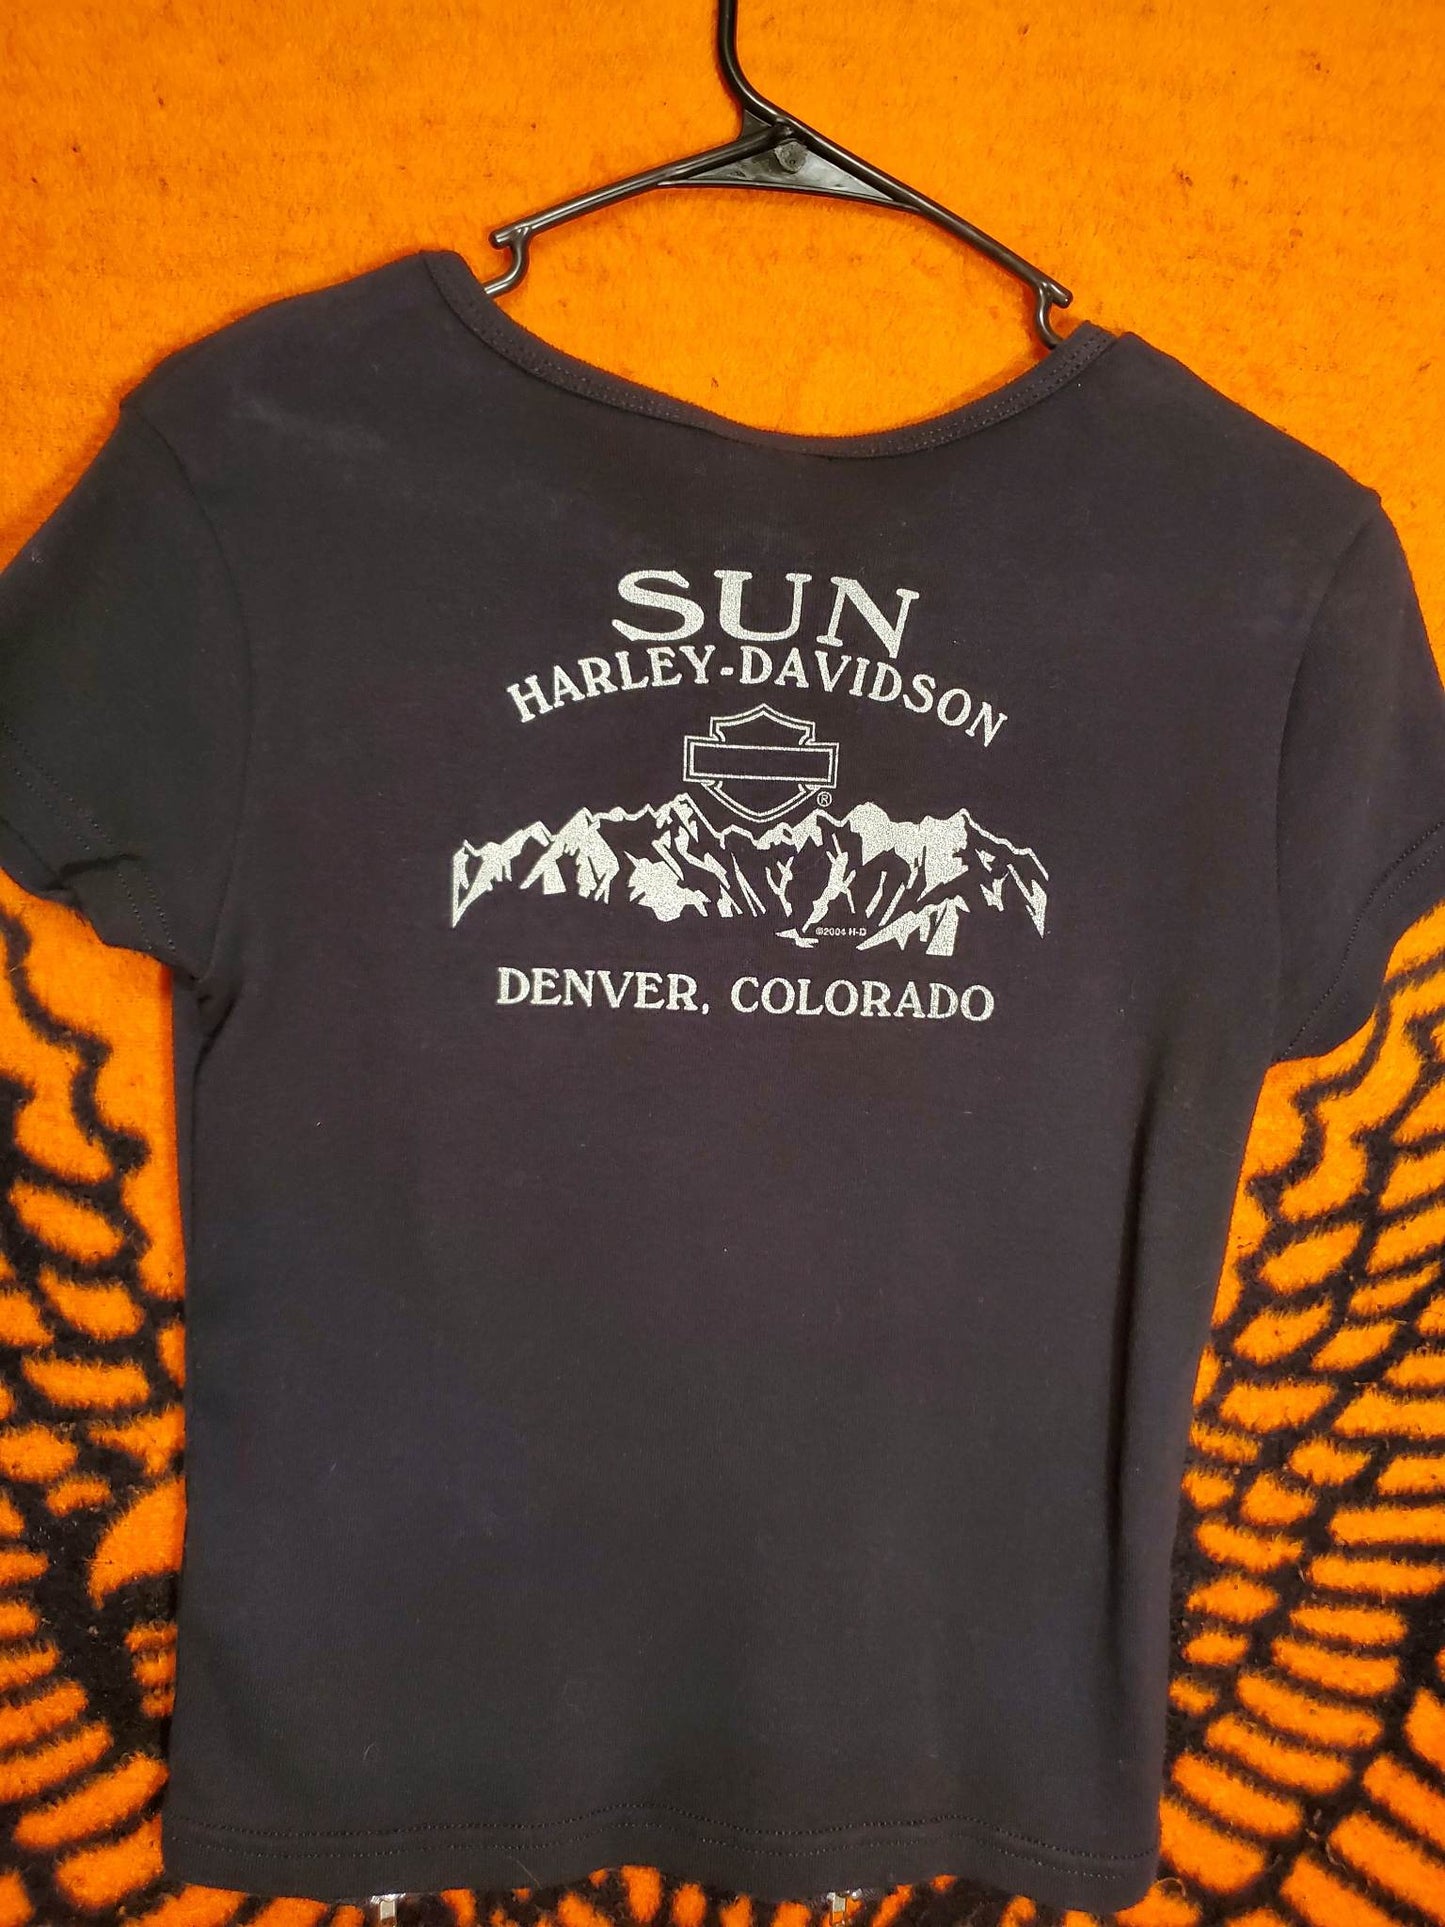 SUN
HARLEY-DAVIDSON
®
©2004 H-D
DENVER, COLORADO